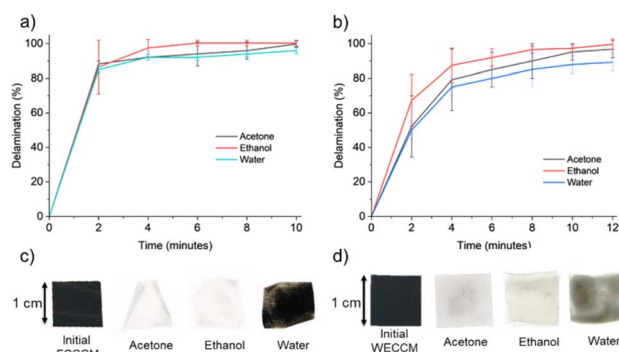 a)
100
80
60
40
20
0
Delamination (%)
Acetone
Ethanol
Water
0 2 4 6 8 10
Time (minutes)
b)
100
80
60
40
20
0
Delamination (%)
Acetone
Ethanol
Water
0 2 4 6 8 10 12
Time (minutes)
c)
1 cm
Initial
Acetone
Ethanol
Water
d)
1 cm
Initial
WECCM
Acetone
Ethanol
Water